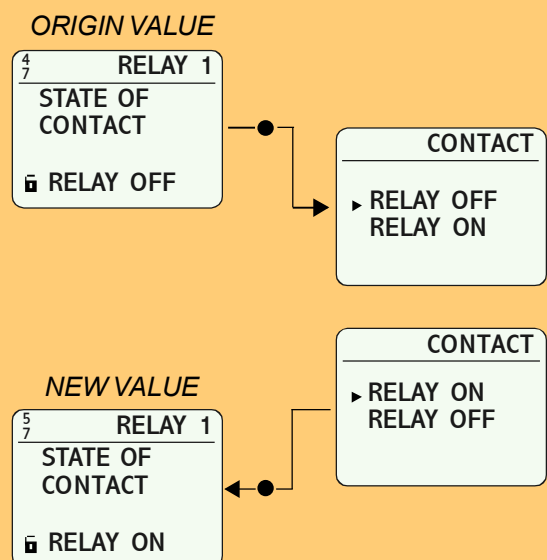 ORIGIN VALUE
4
7
RELAY 1
STATE OF
CONTACT
RELAY OFF
CONTACT
RELAY OFF
RELAY ON
CONTACT
RELAY ON
RELAY OFF
NEW VALUE
5
7
RELAY 1
STATE OF
CONTACT
RELAY ON